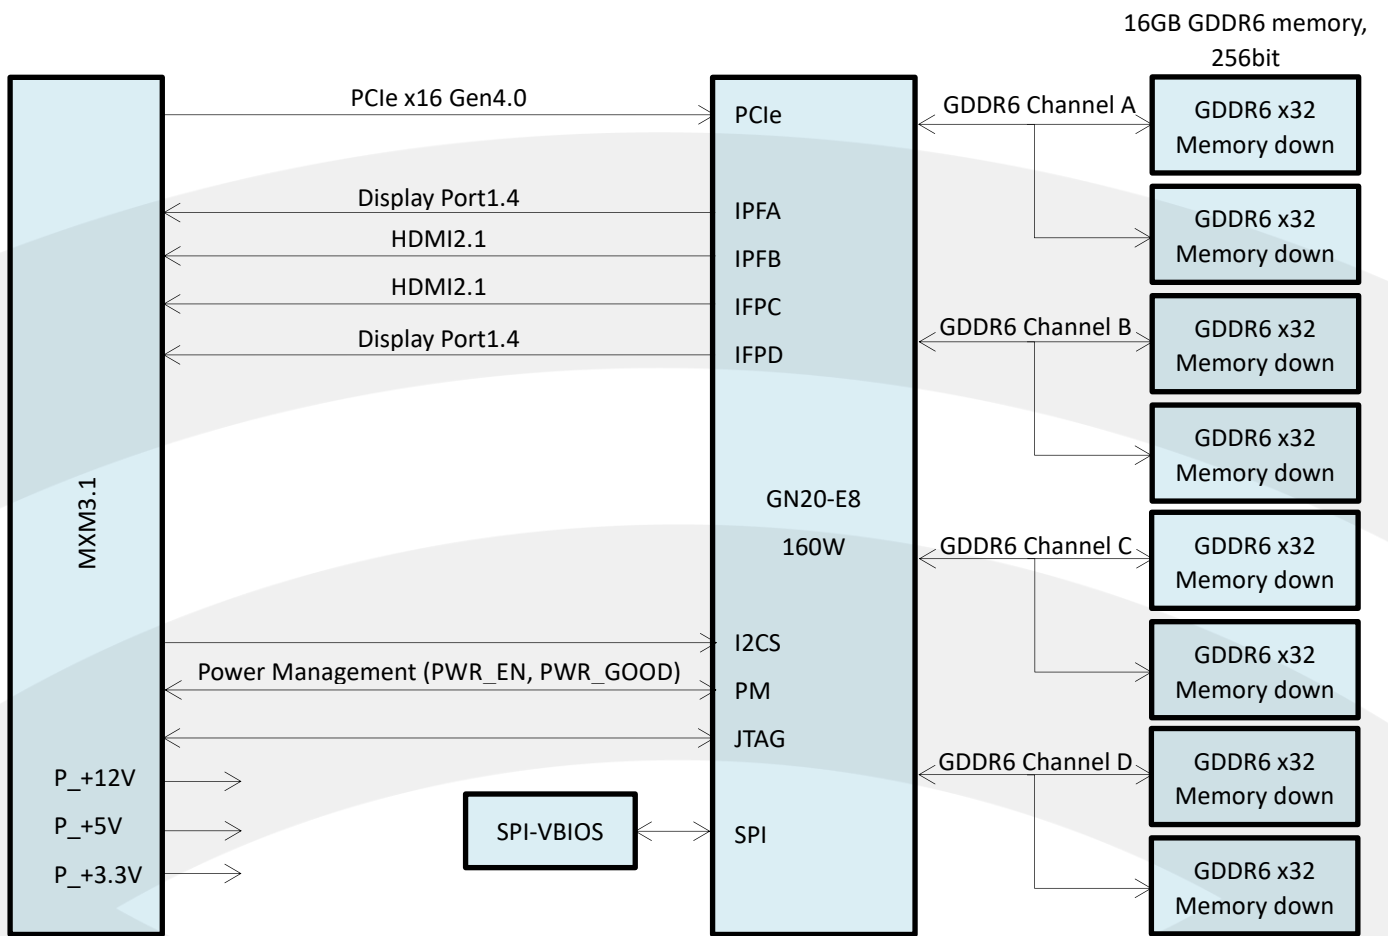 16GB GDDR6 memory,
256bit
MXM3.1
PCIe x16 Gen4.0
PCIe
Display Port1.4
IPFA
HDMI2.1
IPFB
HDMI2.1
IFPC
Display Port1.4
IFPD
GN20-E8
160W
I2CS
Power Management (PWR_EN, PWR_GOOD)
PM
JTAG
P_+12V
P_+5V
P_+3.3V
SPI-VBIOS
SPI
GDDR6 Channel A
GDDR6 x32
Memory down
GDDR6 x32
Memory down
GDDR6 Channel B
GDDR6 x32
Memory down
GDDR6 x32
Memory down
GDDR6 Channel C
GDDR6 x32
Memory down
GDDR6 x32
Memory down
GDDR6 Channel D
GDDR6 x32
Memory down
GDDR6 x32
Memory down